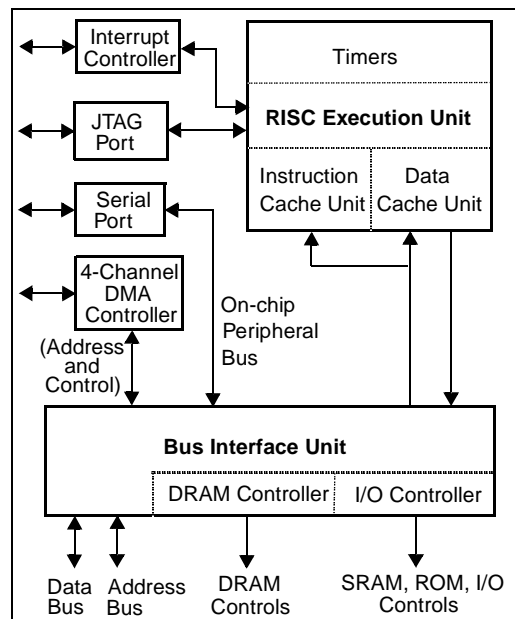 Interrupt
Controller
Timers
RISC Execution Unit
JTAG
Port
Instruction
Cache Unit
Data
Cache Unit
Serial
Port
4-Channel
DMA
Controller
On-chip
Peripheral
Bus
(Address
and
Control)
Bus Interface Unit
DRAM Controller
I/O Controller
Data
Bus
Address
Bus
DRAM
Controls
SRAM, ROM, I/O
Controls